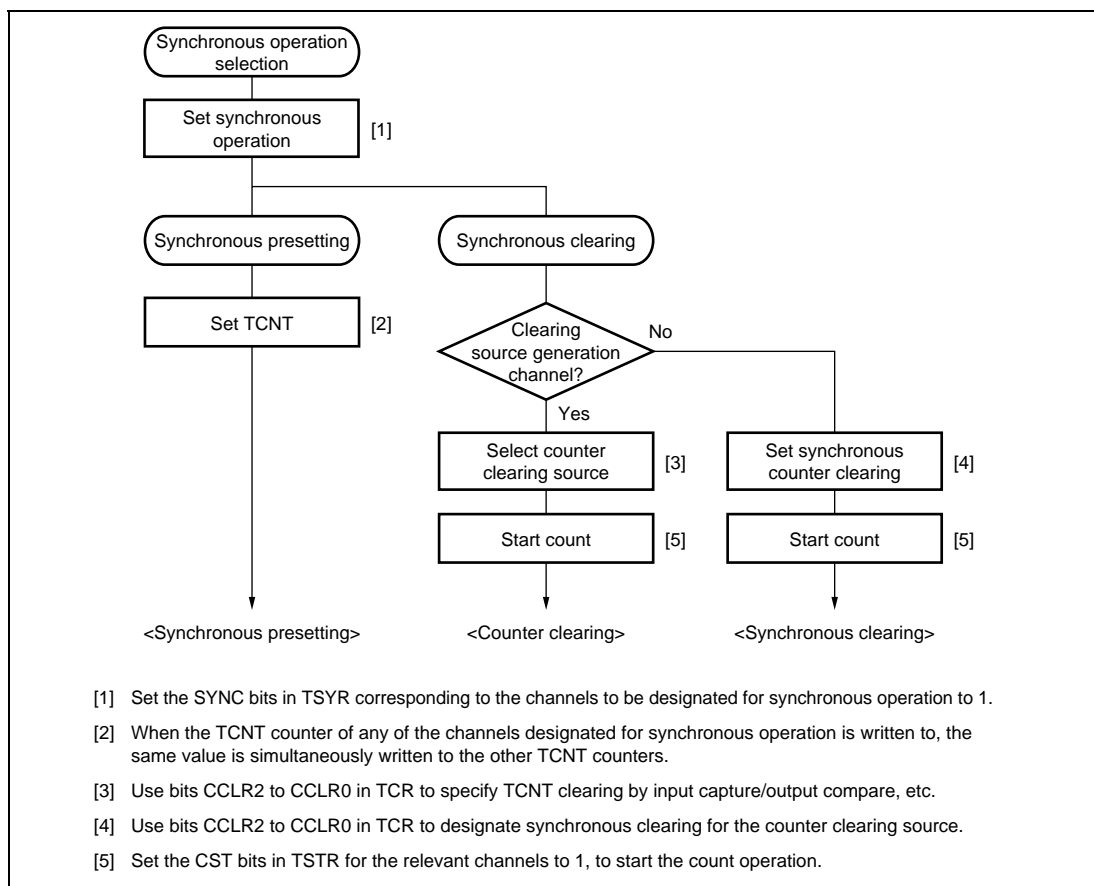 Synchronous operation
selection
Set synchronous
operation
[1]
Synchronous presetting
Synchronous clearing
Set TCNT
[2]
Clearing
source generation
channel?
No
Yes
Select counter
clearing source
[3]
Set synchronous
counter clearing
[4]
Start count
[5]
Start count
[5]
<Synchronous presetting>
<Counter clearing>
<Synchronous clearing>
[1] Set the SYNC bits in TSYR corresponding to the channels to be designated for synchronous operation to 1.
[2] When the TCNT counter of any of the channels designated for synchronous operation is written to, the
same value is simultaneously written to the other TCNT counters.
[3] Use bits CCLR2 to CCLR0 in TCR to specify TCNT clearing by input capture/output compare, etc.
[4] Use bits CCLR2 to CCLR0 in TCR to designate synchronous clearing for the counter clearing source.
[5] Set the CST bits in TSTR for the relevant channels to 1, to start the count operation.